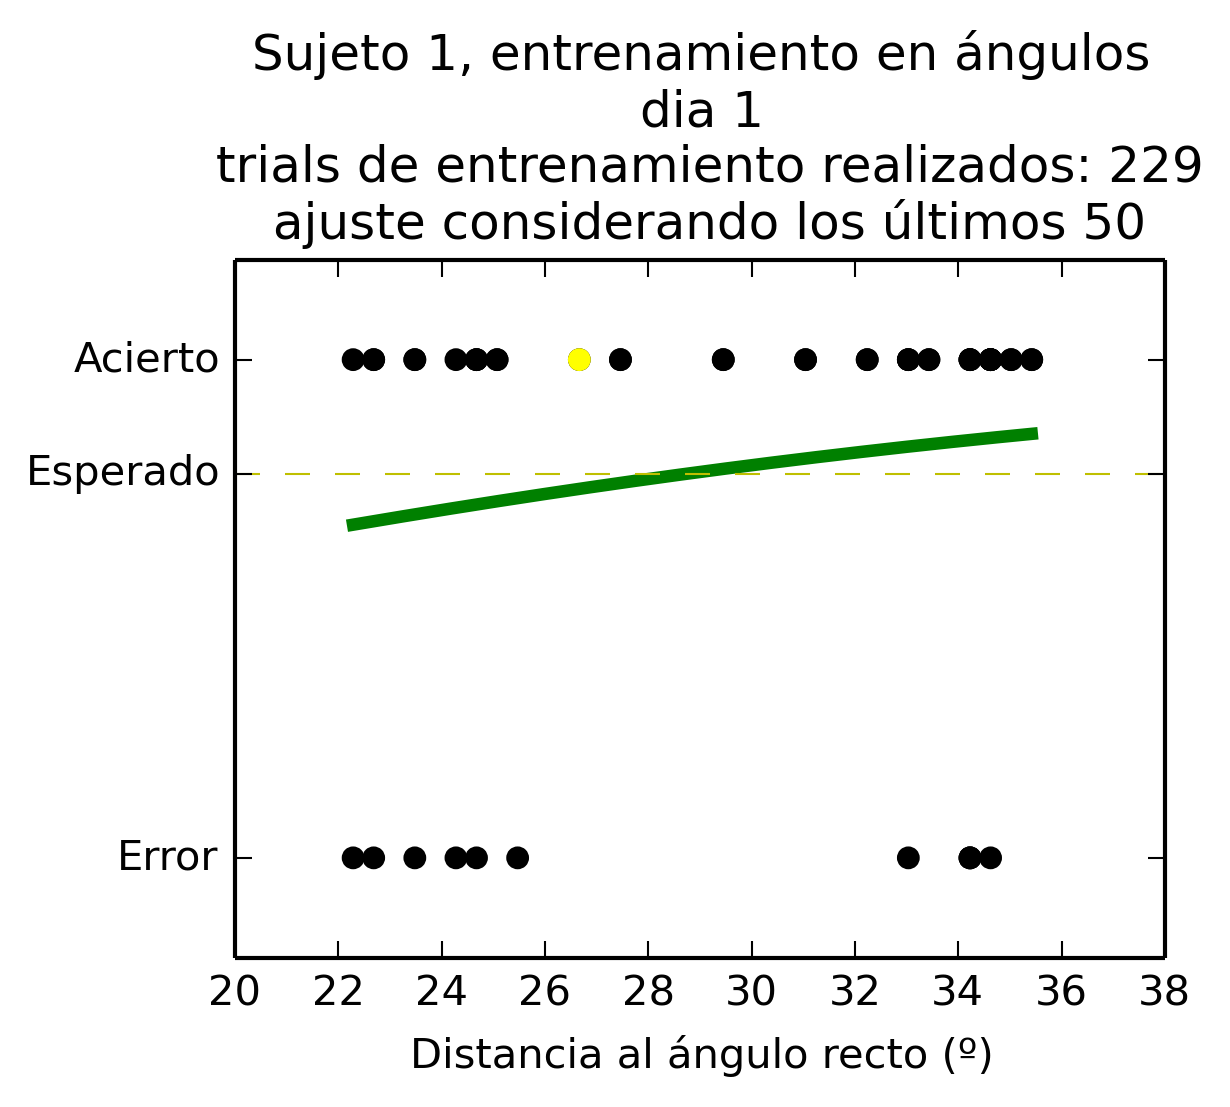 Sujeto 1, entrenamiento en ángulos
dia 1
trials de entrenamiento realizados: 229
ajuste considerando los últimos 50
Acierto
Esperado
Error
20 22 24 26 28 30 32 34 36 38
Distancia al ángulo recto (º)